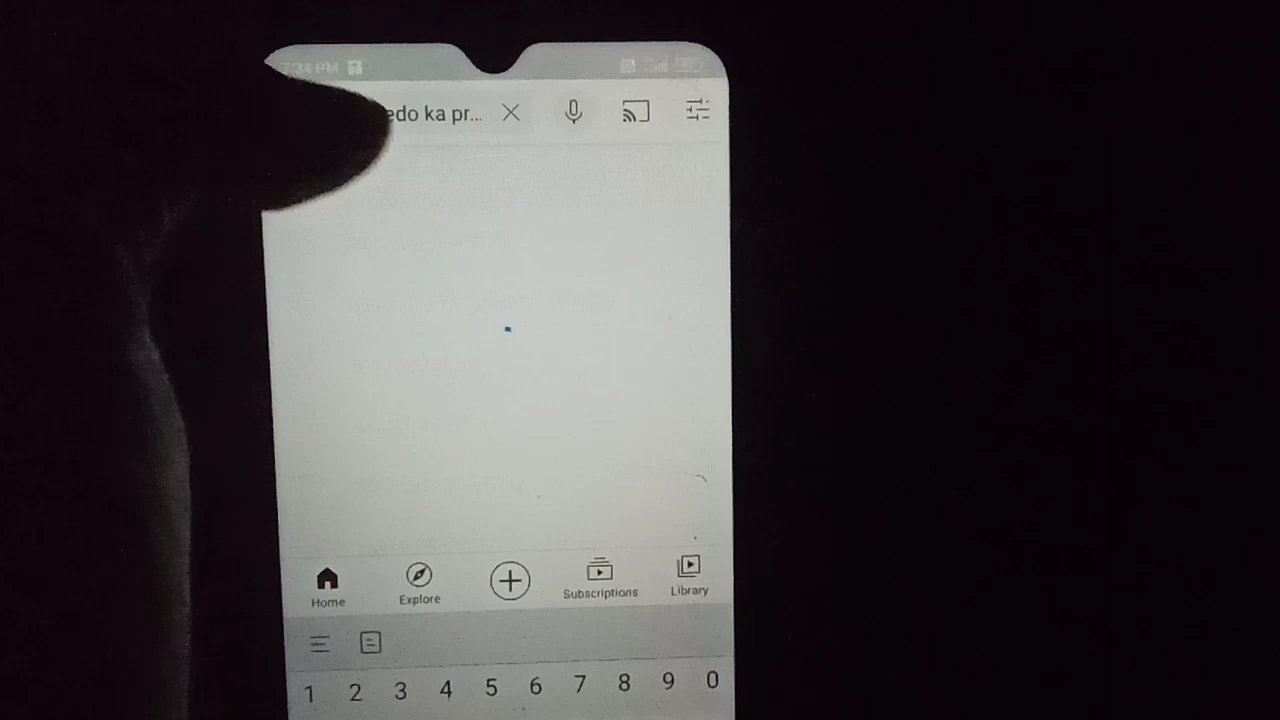 7:34 PM
edo ka pr...
Home
Explore
Subscriptions
Library
1 2 3 4 5 6 7 8 9 0